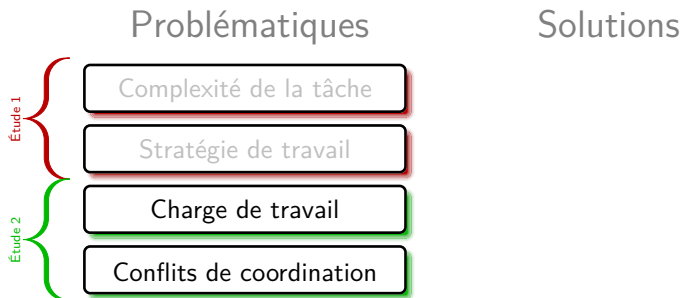 Problématiques
Solutions
Étude 1
Complexité de la tâche
Stratégie de travail
Étude 2
Charge de travail
Conflits de coordination